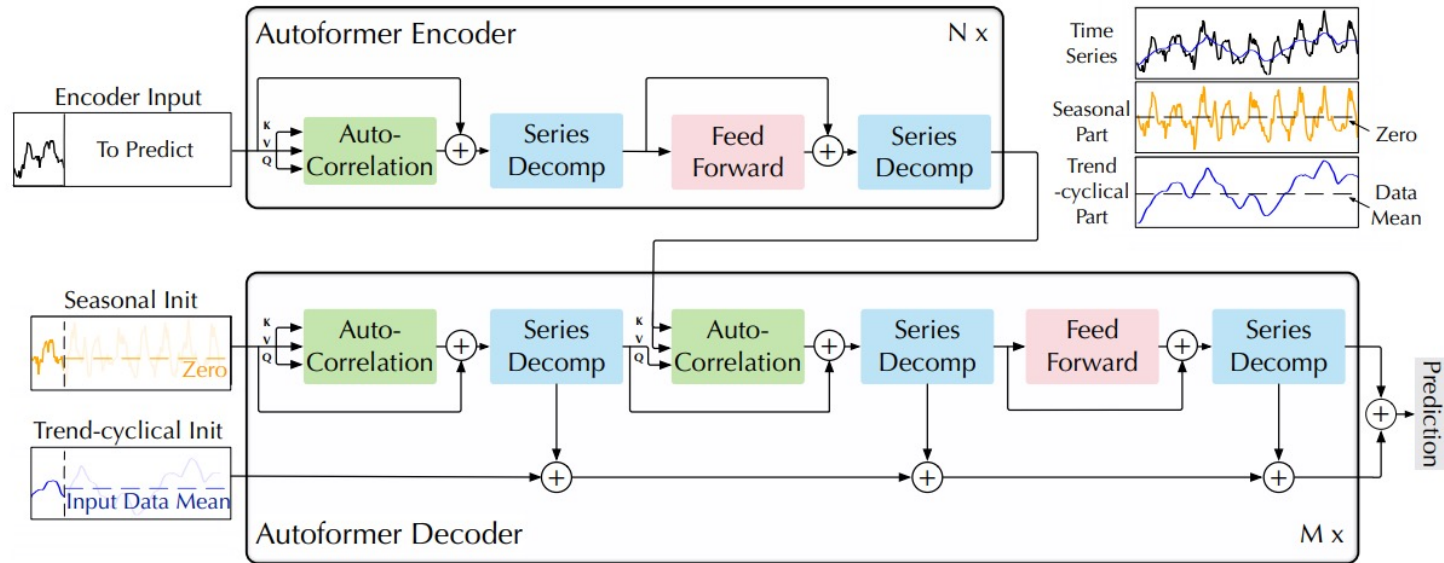 Autoformer Encoder
N x
Encoder Input
To Predict
K
V
Q
Auto-
Correlation
+
Series
Decomp
Feed
Forward
+
Series
Decomp
Time
Series
Seasonal
Part
Zero
Trend
-cyclical
Part
Data
Mean
Seasonal Init
Zero
K
V
Q
Auto-
Correlation
+
Series
Decomp
K
V
Q
Auto-
Correlation
+
Series
Decomp
Feed
Forward
+
Series
Decomp
Trend-cyclical Init
Input Data Mean
+
+
+
+
Prediction
Autoformer Decoder
M x